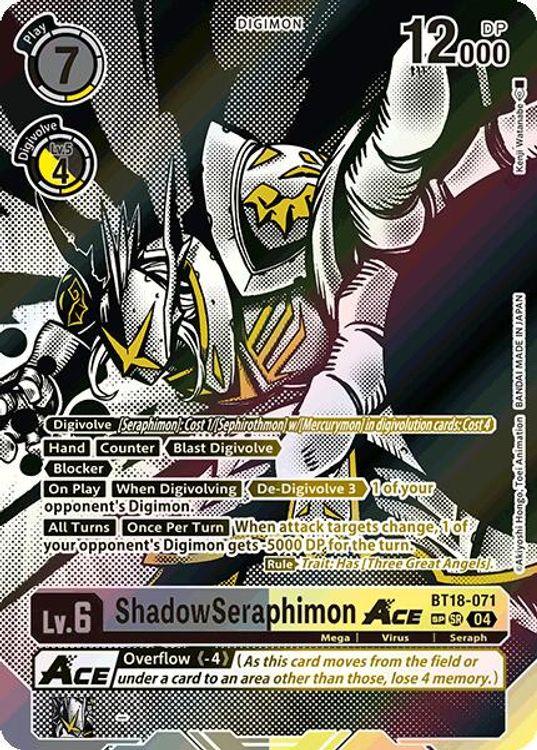 DIGIMON
Play
7
12000
DP
Digivolve
Lv.5
4
Kenji Watanabe
Digivolve [Seraphimon]: Cost 1/[Sephirothmon] w/[Mercurymon] in digivolution cards: Cost 4
Hand Counter Blast Digivolve
Blocker
On Play When Digivolving De-Digivolve 3 1 of your
opponent's Digimon.
All Turns Once Per Turn When attack targets change, 1 of
your opponent's Digimon gets -5000 DP for the turn.
Rule Trait: Has [Three Great Angels].
©Akiyoshi Hongo, Toei Animation BANDAI MADE IN JAPAN
Lv.6 ShadowSeraphimon ACE BT18-071
SP SR 04
Mega Virus Seraph
ACE Overflow 《-4》 (As this card moves from the field or
under a card to an area other than those, lose 4 memory.)
-